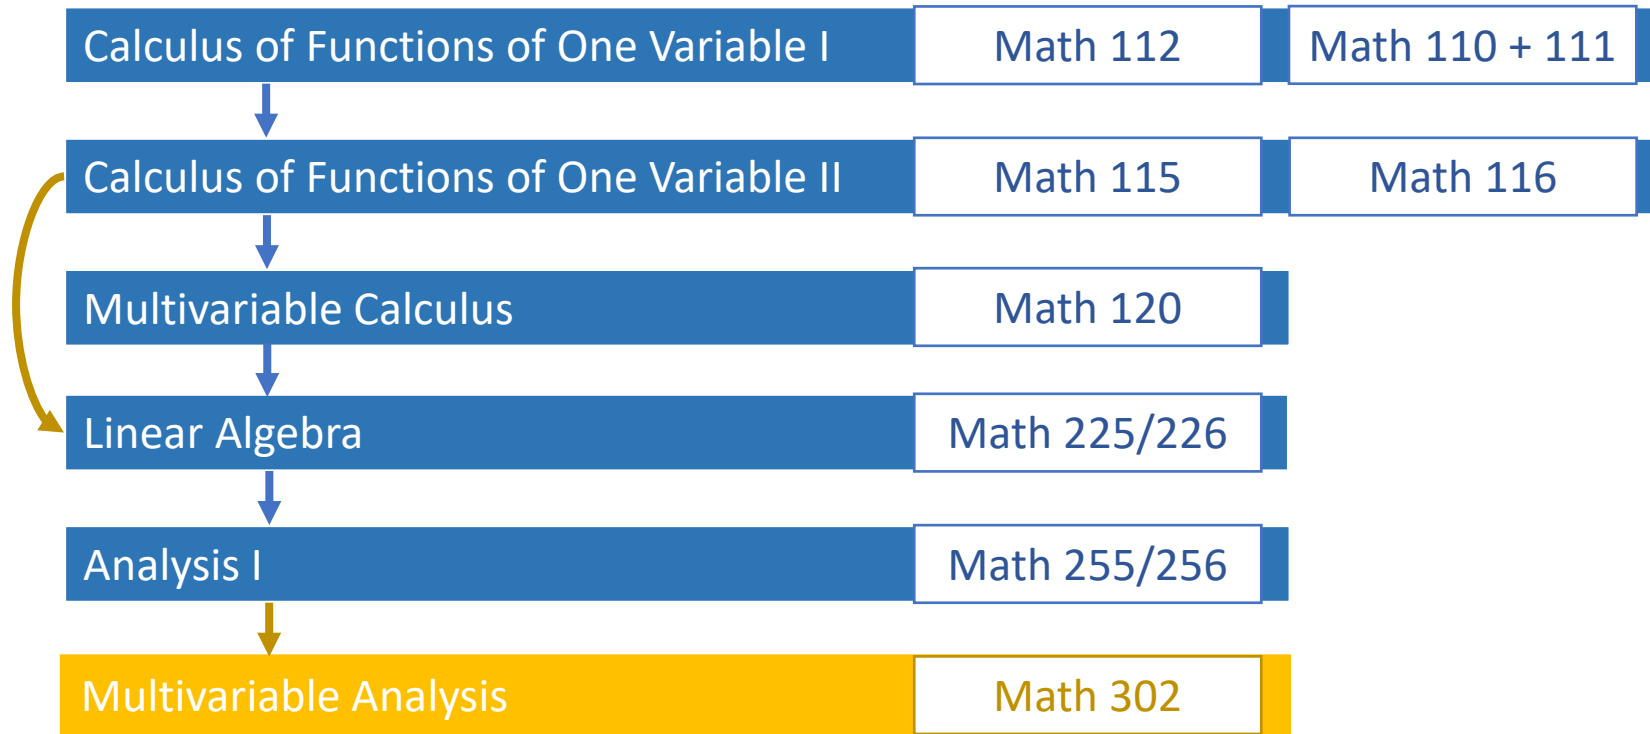 Calculus of Functions of One Variable I Math 112 Math 110 + 111
Calculus of Functions of One Variable II Math 115 Math 116
Multivariable Calculus Math 120
Linear Algebra Math 225/226
Analysis I Math 255/256
Multivariable Analysis Math 302